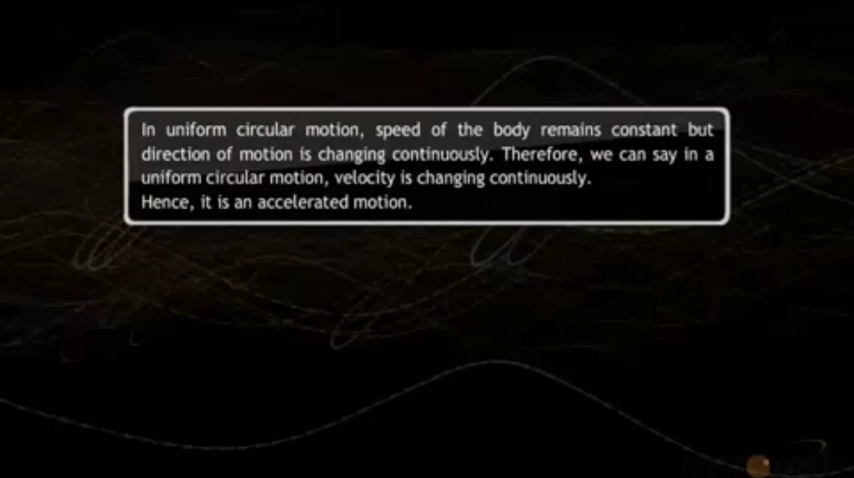 In uniform circular motion, speed of the body remains constant but
direction of motion is changing continuously. Therefore, we can say in a
uniform circular motion, velocity is changing continuously.
Hence, it is an accelerated motion.